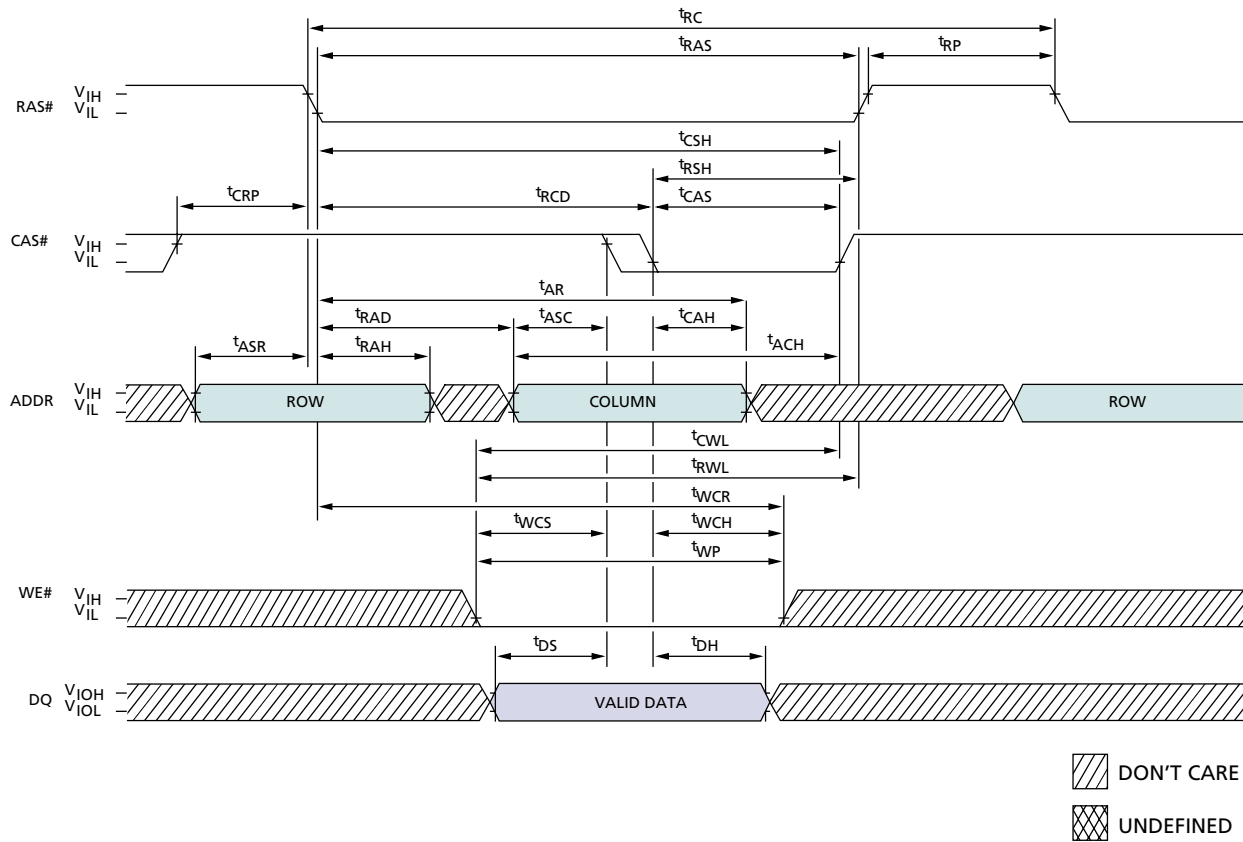 tRC
tRAS
tRP
RAS#
VIH
VIL
tCSH
tRSH
tCRP
tRCD
tCAS
CAS#
VIH
VIL
tAR
tRAD
tASC
tCAH
tASR
tRAH
tACH
ADDR
VIH
VIL
ROW
COLUMN
ROW
tCWL
tRWL
tWCR
tWCS
tWCH
tWP
WE#
VIH
VIL
tDS
tDH
DQ
VIOH
VIOL
VALID DATA
DON'T CARE
UNDEFINED